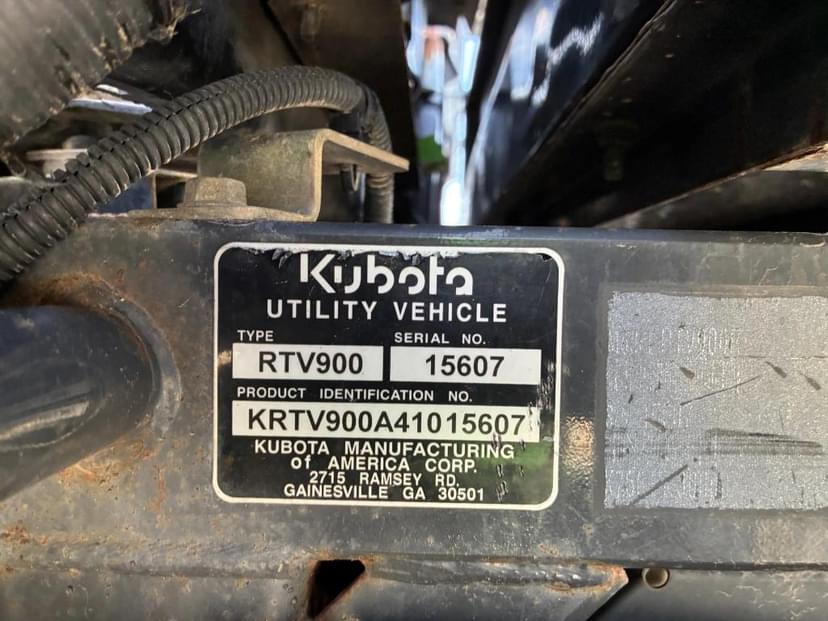 Kubota
UTILITY VEHICLE
TYPE SERIAL NO.
RTV900 15607
PRODUCT IDENTIFICATION NO.
KRTV900A41015607
KUBOTA MANUFACTURING
of AMERICA CORP.
2715 RAMSEY RD.
GAINESVILLE GA 30501